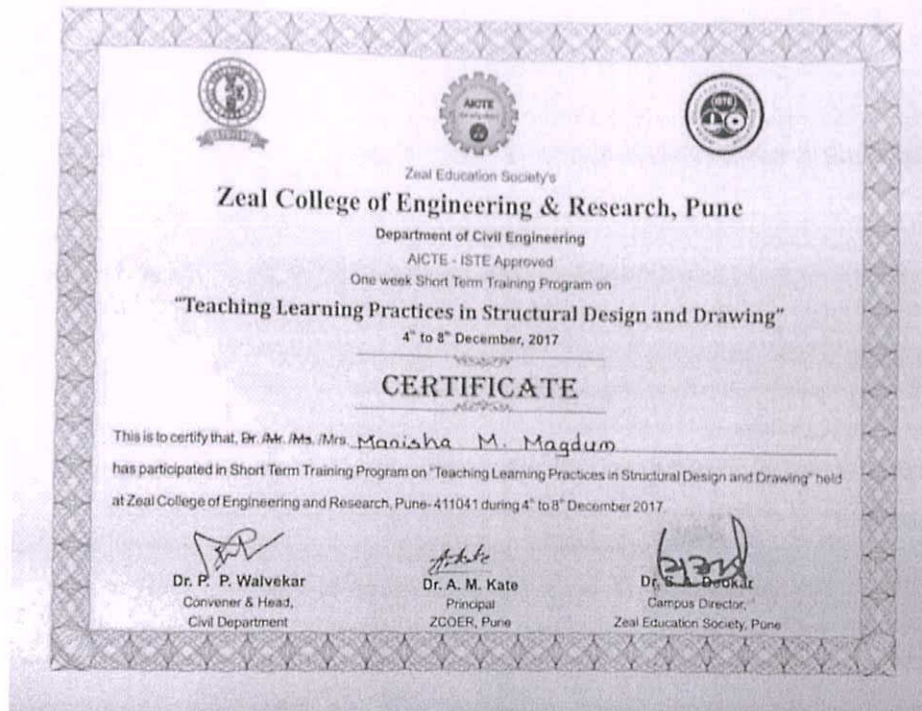 AICTE
Zeal Education Society's
Zeal College of Engineering & Research, Pune
Department of Civil Engineering
AICTE - ISTE Approved
One week Short Term Training Program on
"Teaching Learning Practices in Structural Design and Drawing"
4th to 8th December, 2017
CERTIFICATE
This is to certify that, Dr. /Mr. /Ms. /Mrs. Manisha M. Magdum
has participated in Short Term Training Program on "Teaching Learning Practices in Structural Design and Drawing" held
at Zeal College of Engineering and Research, Pune- 411041 during 4th to 8th December 2017.
Dr. P. P. Walvekar
Convener & Head,
Civil Department
Dr. A. M. Kate
Principal
ZCOER, Pune
Dr. Deokar
Campus Director,
Zeal Education Society, Pune